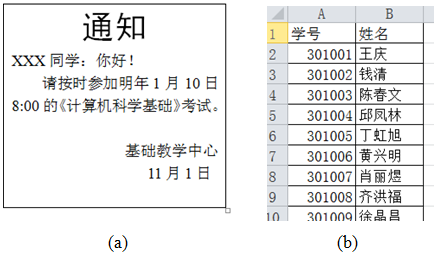 通知
XXX 同学：你好！
请按时参加明年 1 月 10 日
8:00 的《计算机科学基础》考试。
基础教学中心
11 月 1 日
(a)
A B
1 学号 姓名
2 301001 王庆
3 301002 钱清
4 301003 陈春文
5 301004 邱凤林
6 301005 丁虹旭
7 301006 黄兴明
8 301007 肖丽煜
9 301008 齐洪福
10 301009 徐晶昌
(b)